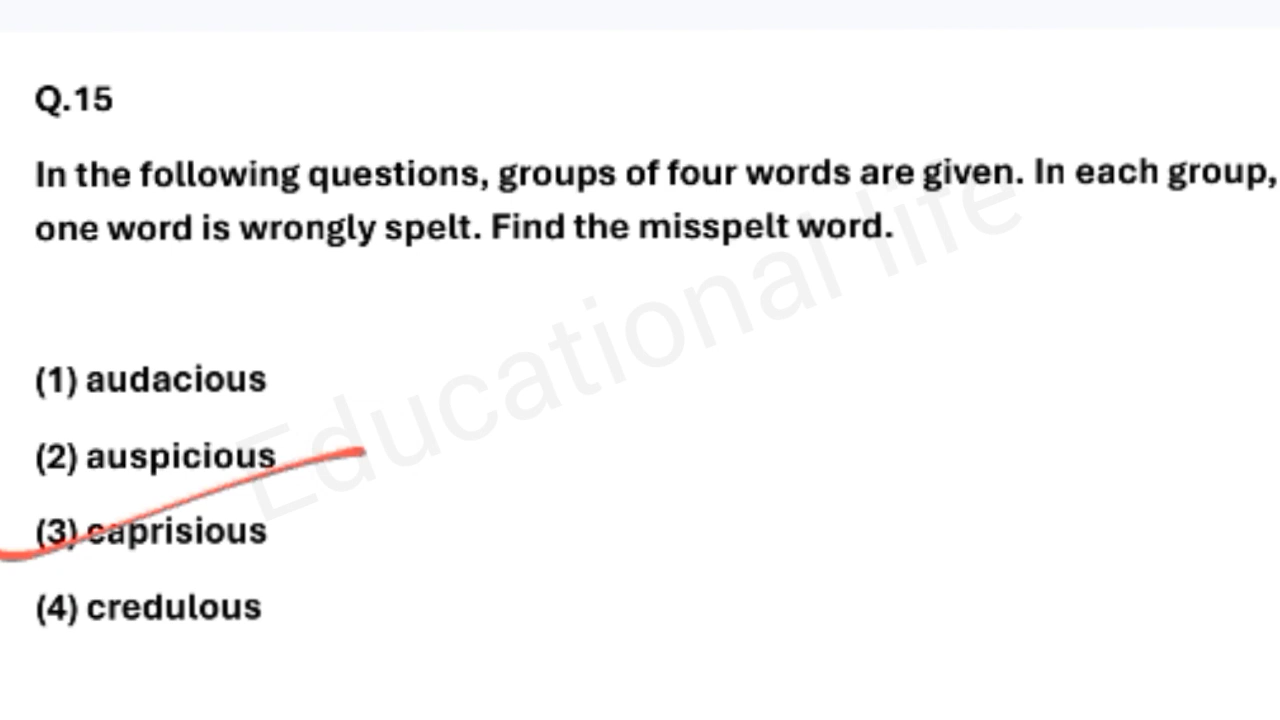 Q.15
In the following questions, groups of four words are given. In each group,
one word is wrongly spelt. Find the misspelt word.
Educational life
(1) audacious
(2) auspicious
(3) caprisious
(4) credulous